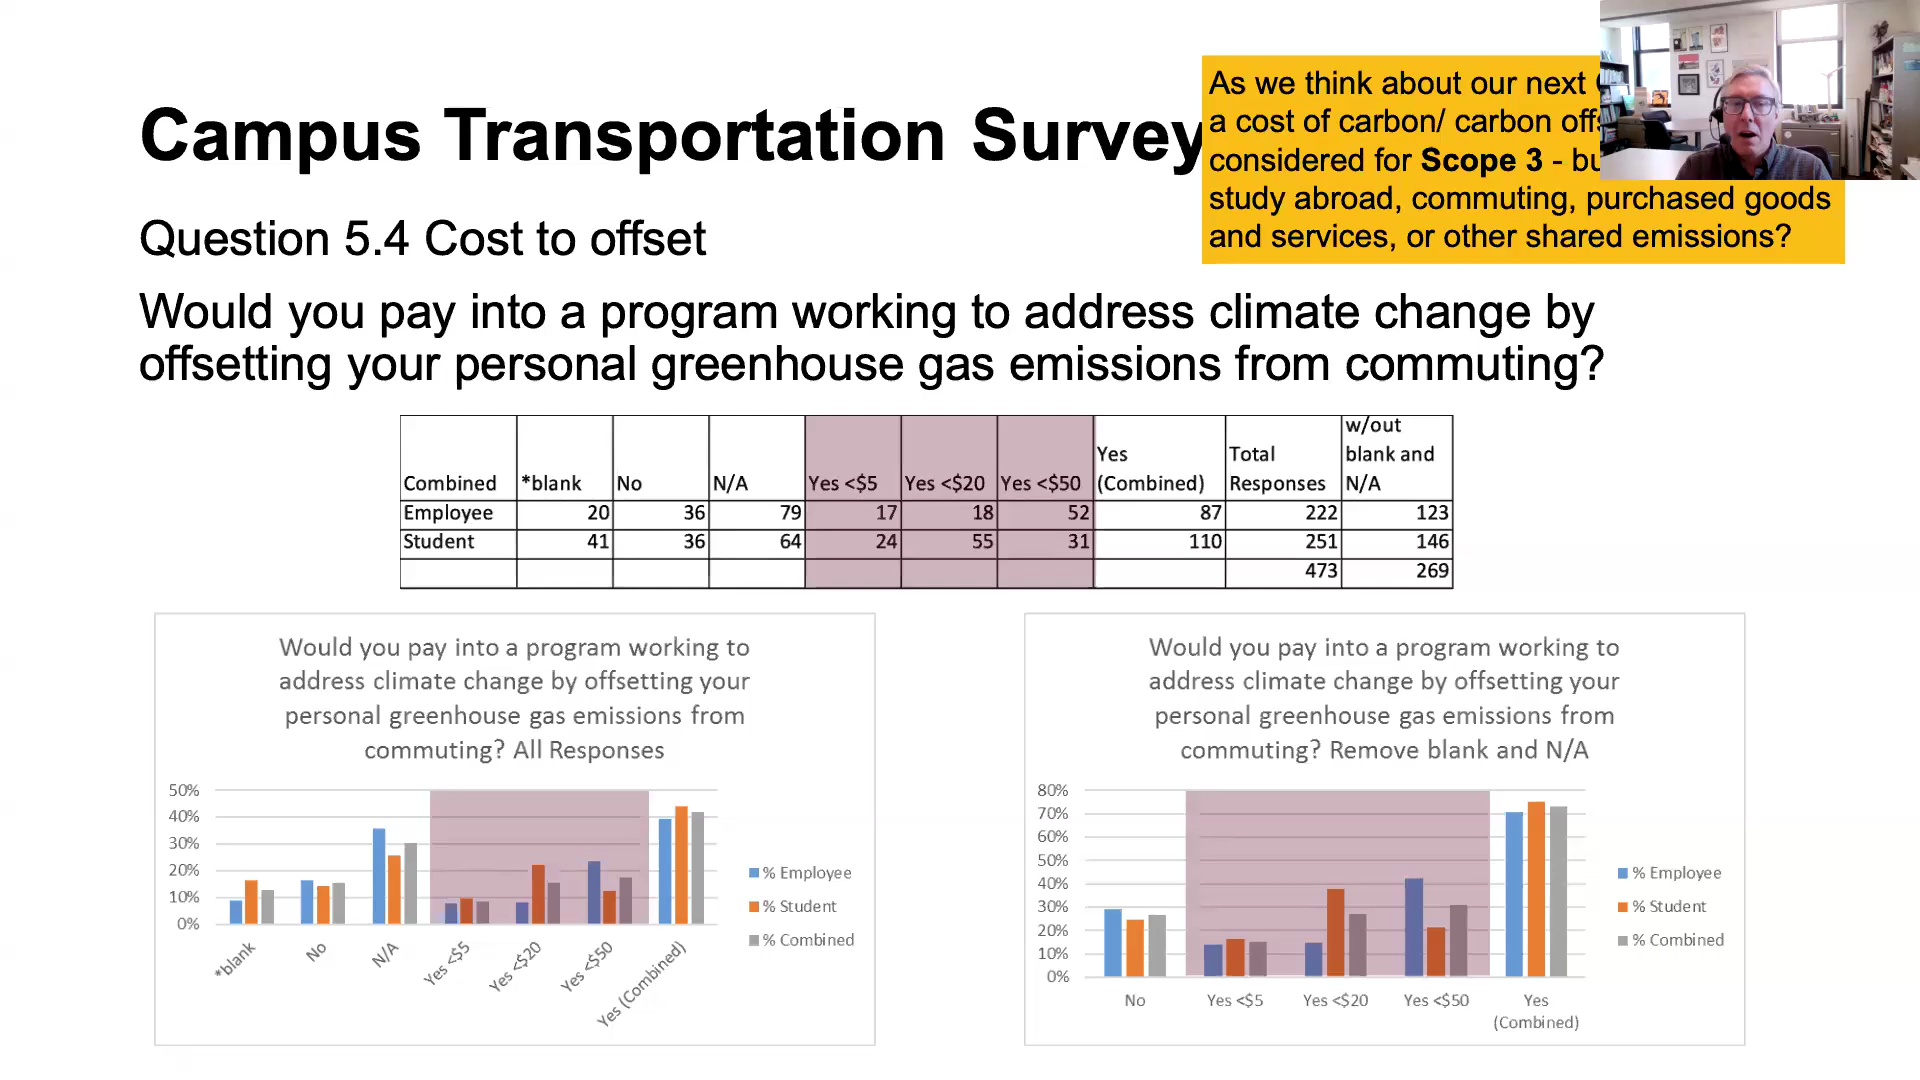 Campus Transportation Survey
As we think about our next
a cost of carbon/ carbon
considered for Scope 3 -
study abroad, commuting, purchased goods
and services, or other shared emissions?
Question 5.4 Cost to offset
Would you pay into a program working to address climate change by
offsetting your personal greenhouse gas emissions from commuting?
Combined *blank No N/A Yes <$5 Yes <$20 Yes <$50 Yes (Combined) Total Responses w/out blank and N/A
Employee 20 36 79 17 18 52 87 222 123
Student 41 36 64 24 55 31 110 251 146
473 269
Would you pay into a program working to
address climate change by offsetting your
personal greenhouse gas emissions from
commuting? All Responses
50%
40%
30%
20%
10%
0%
*blank No N/A Yes <$5 Yes <$20 Yes <$50 Yes (Combined)
% Employee
% Student
% Combined
Would you pay into a program working to
address climate change by offsetting your
personal greenhouse gas emissions from
commuting? Remove blank and N/A
80%
70%
60%
50%
40%
30%
20%
10%
0%
No Yes <$5 Yes <$20 Yes <$50 Yes
(Combined)
% Employee
% Student
% Combined